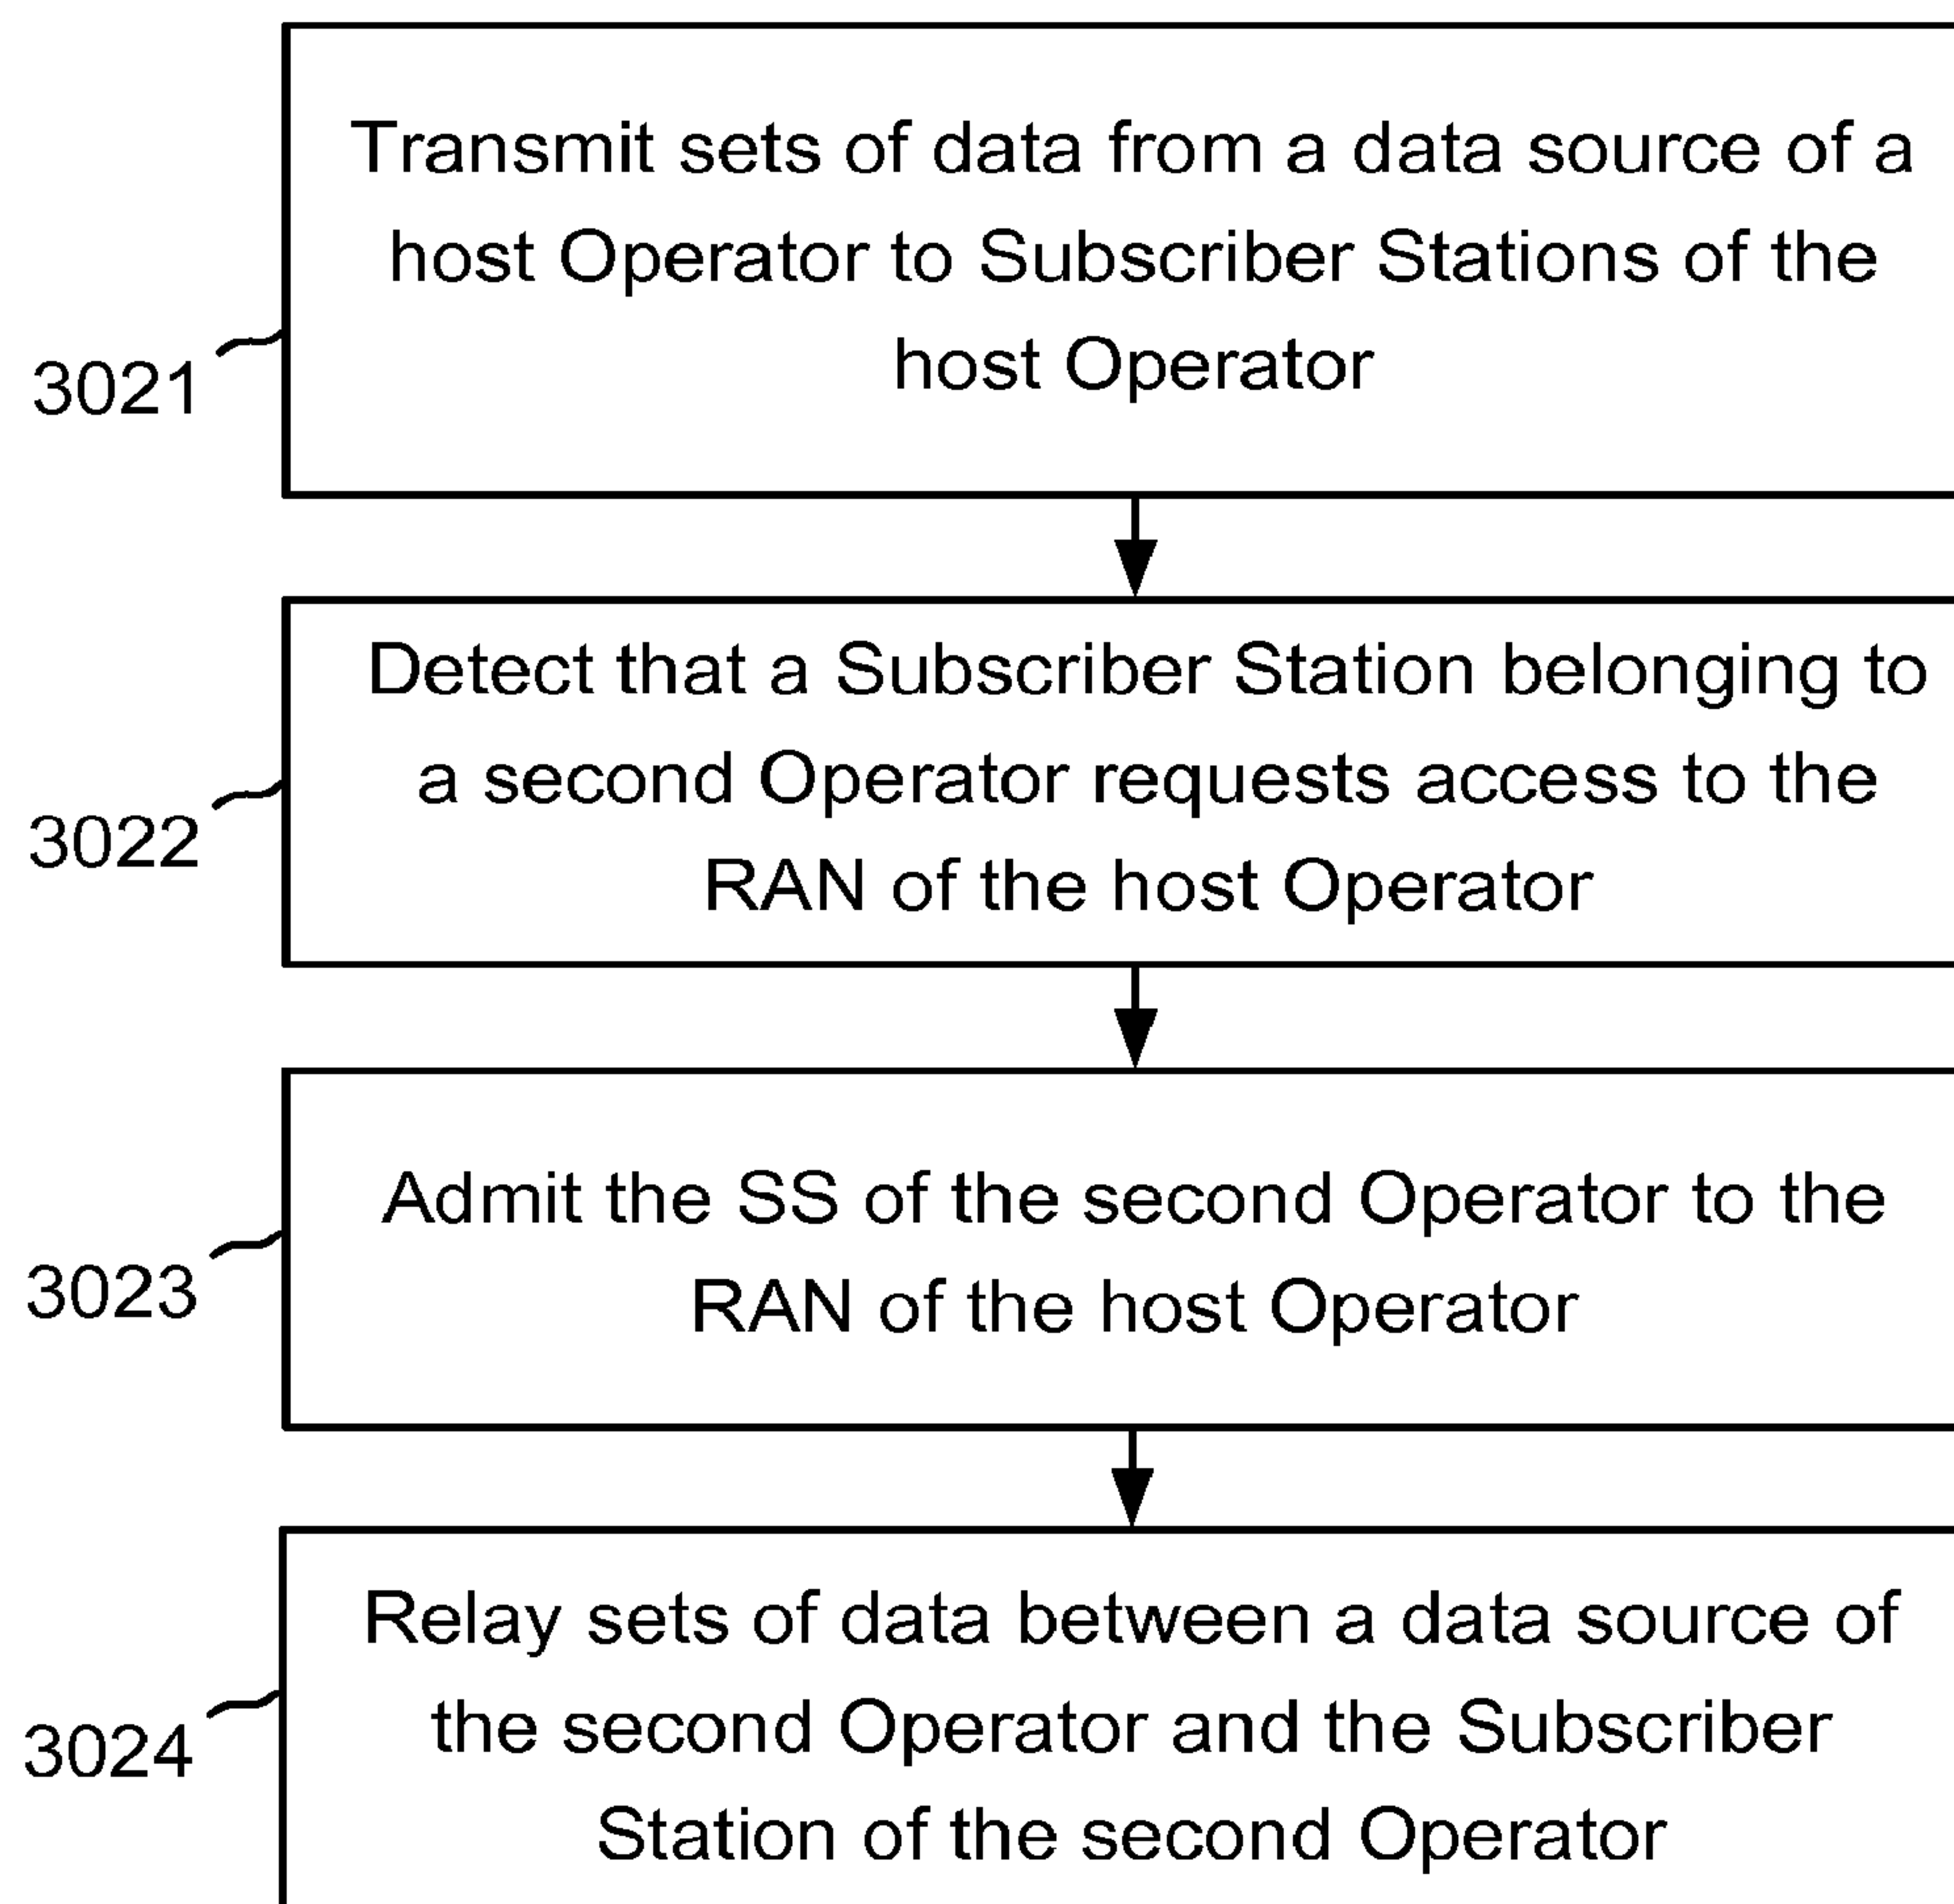 Transmit sets of data from a data source of a
host Operator to Subscriber Stations of the
host Operator
3021
Detect that a Subscriber Station belonging to
a second Operator requests access to the
RAN of the host Operator
3022
Admit the SS of the second Operator to the
RAN of the host Operator
3023
Relay sets of data between a data source of
the second Operator and the Subscriber
Station of the second Operator
3024